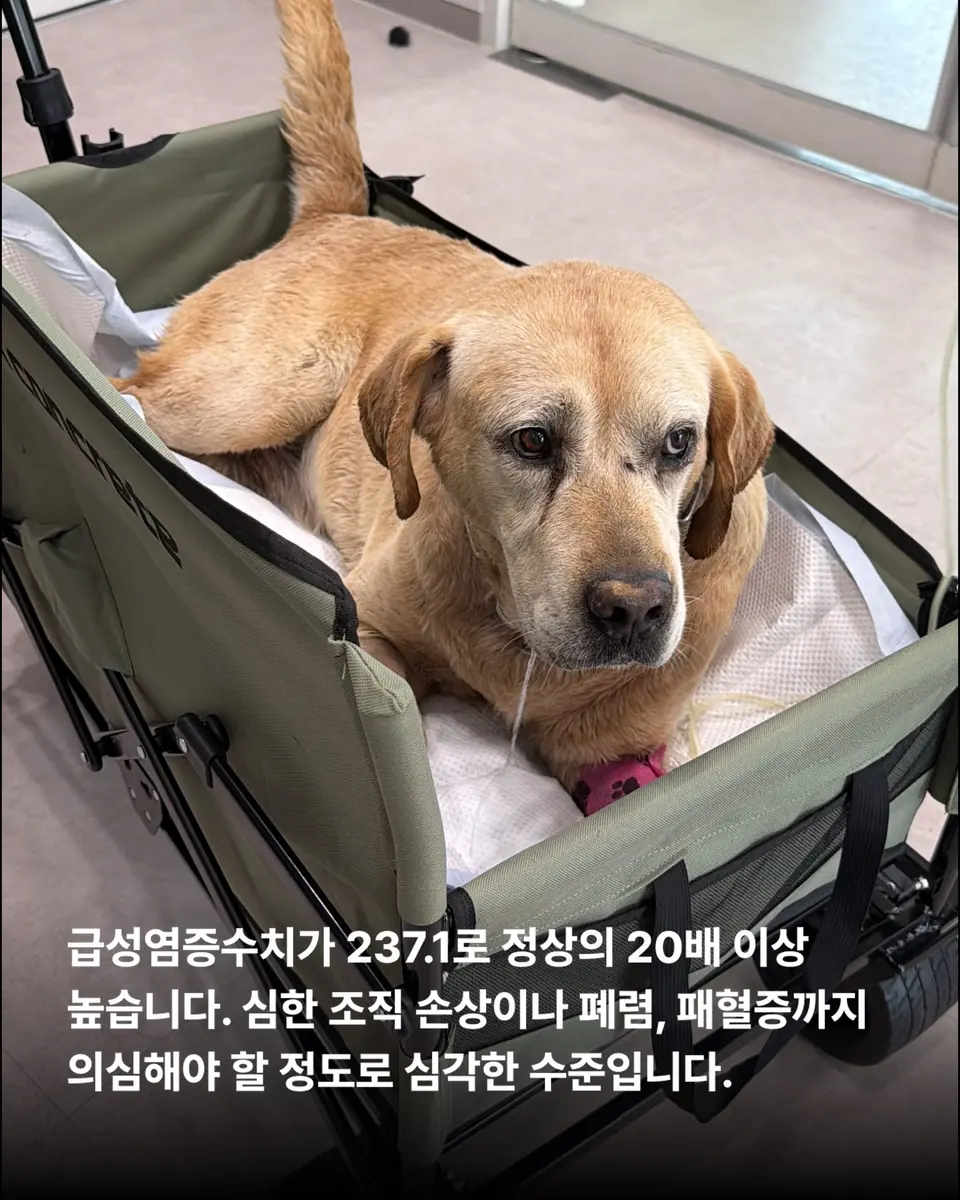 급성염증수치가 237.1로 정상의 20배 이상
높습니다. 심한 조직 손상이나 폐렴, 패혈증까지
의심해야 할 정도로 심각한 수준입니다.